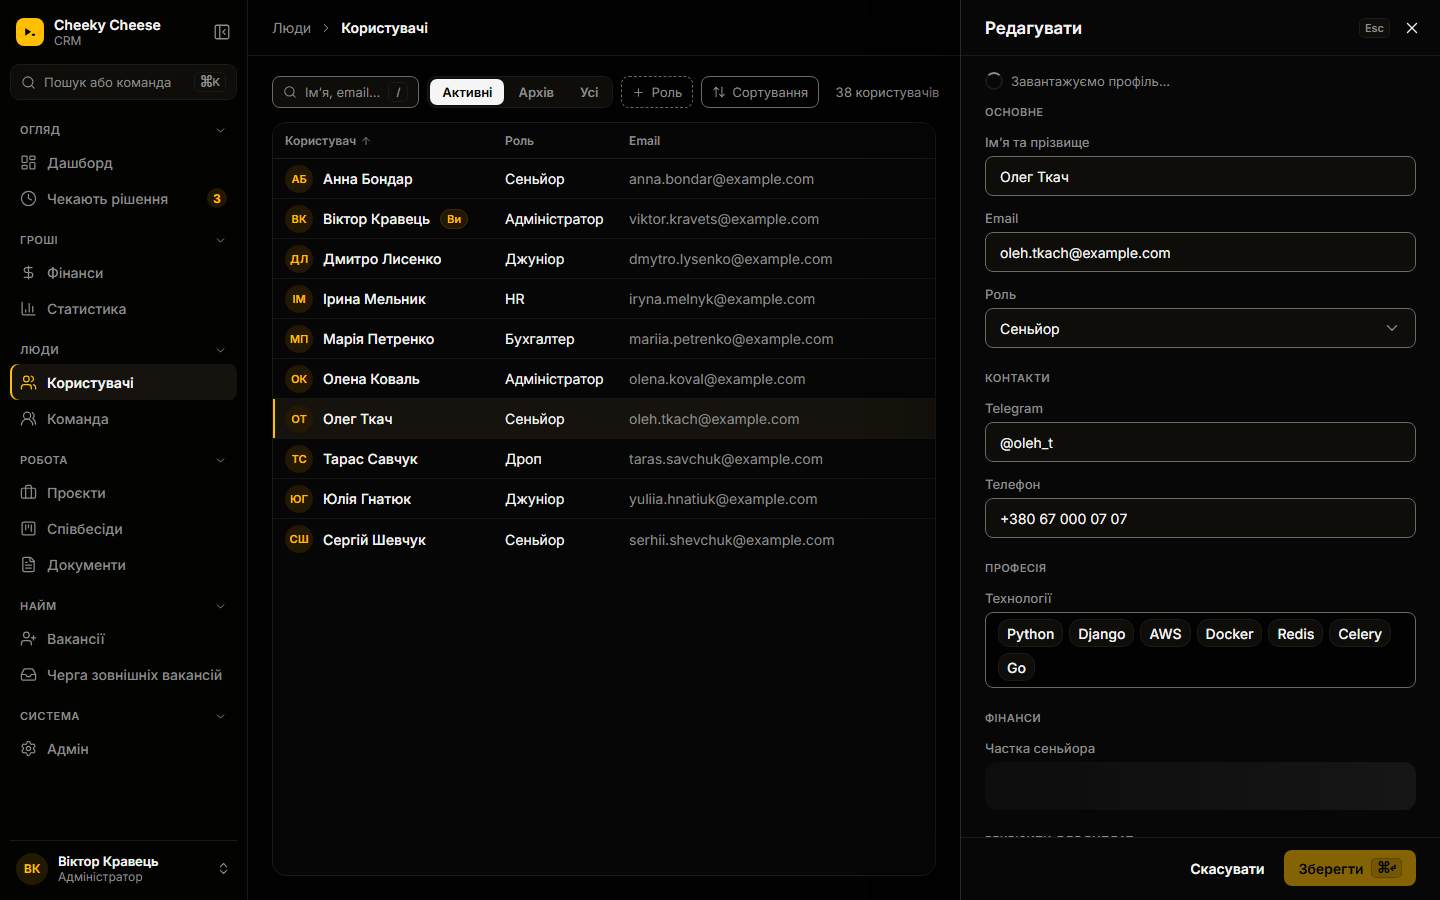 Cheeky Cheese
CRM
Пошук або команда ⌘K
ОГЛЯД
Дашборд
Чекають рішення 3
ГРОШІ
Фінанси
Статистика
ЛЮДИ
Користувачі
Команда
РОБОТА
Проєкти
Співбесіди
Документи
НАЙМ
Вакансії
Черга зовнішніх вакансій
СИСТЕМА
Адмін
ВК Віктор Кравець
Адміністратор
Люди > Користувачі
Ім'я, email... / Активні Архів Усі + Роль Сортування 38 користувачів
Користувач ↑ Роль Email
АБ Анна Бондар Сеньйор anna.bondar@example.com
ВК Віктор Кравець Ви Адміністратор viktor.kravets@example.com
ДЛ Дмитро Лисенко Джуніор dmytro.lysenko@example.com
ІМ Ірина Мельник HR iryna.melnyk@example.com
МП Марія Петренко Бухгалтер mariia.petrenko@example.com
ОК Олена Коваль Адміністратор olena.koval@example.com
ОТ Олег Ткач Сеньйор oleh.tkach@example.com
ТС Тарас Савчук Дроп taras.savchuk@example.com
ЮГ Юлія Гнатюк Джуніор yuliia.hnatiuk@example.com
СШ Сергій Шевчук Сеньйор serhii.shevchuk@example.com
Редагувати Esc
Завантажуємо профіль...
ОСНОВНЕ
Ім'я та прізвище
Олег Ткач
Email
oleh.tkach@example.com
Роль
Сеньйор
КОНТАКТИ
Telegram
@oleh_t
Телефон
+380 67 000 07 07
ПРОФЕСІЯ
Технології
Python Django AWS Docker Redis Celery
Go
ФІНАНСИ
Частка сеньйора
Скасувати Зберегти ⌘↵